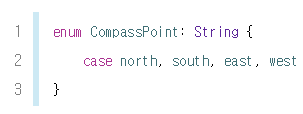 1 enum CompassPoint: String {
2     case north, south, east, west
3 }